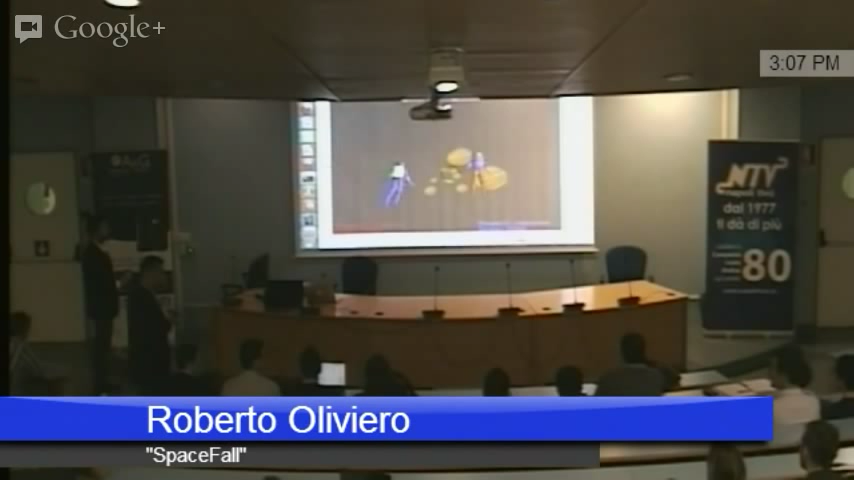 Google+
3:07 PM
NTV
dal 1977
ti dà di più
80
Roberto Oliviero
"SpaceFall"